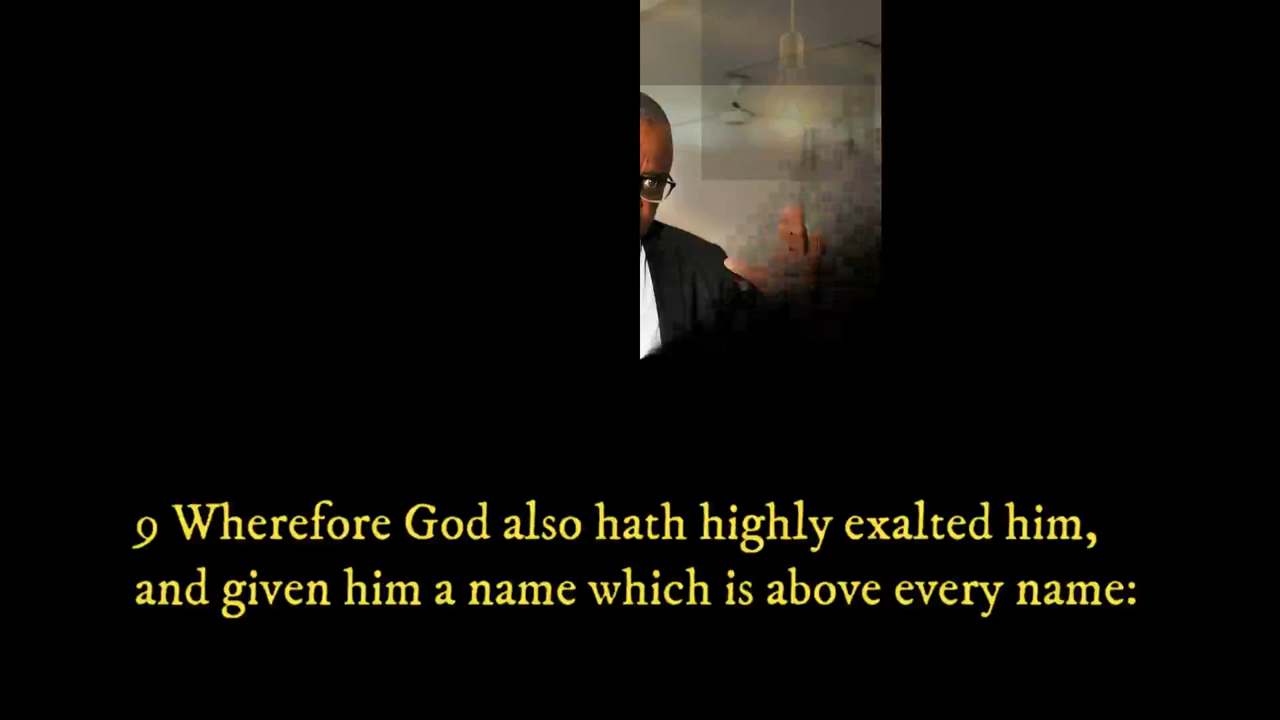 9 Wherefore God also hath highly exalted him,
and given him a name which is above every name: